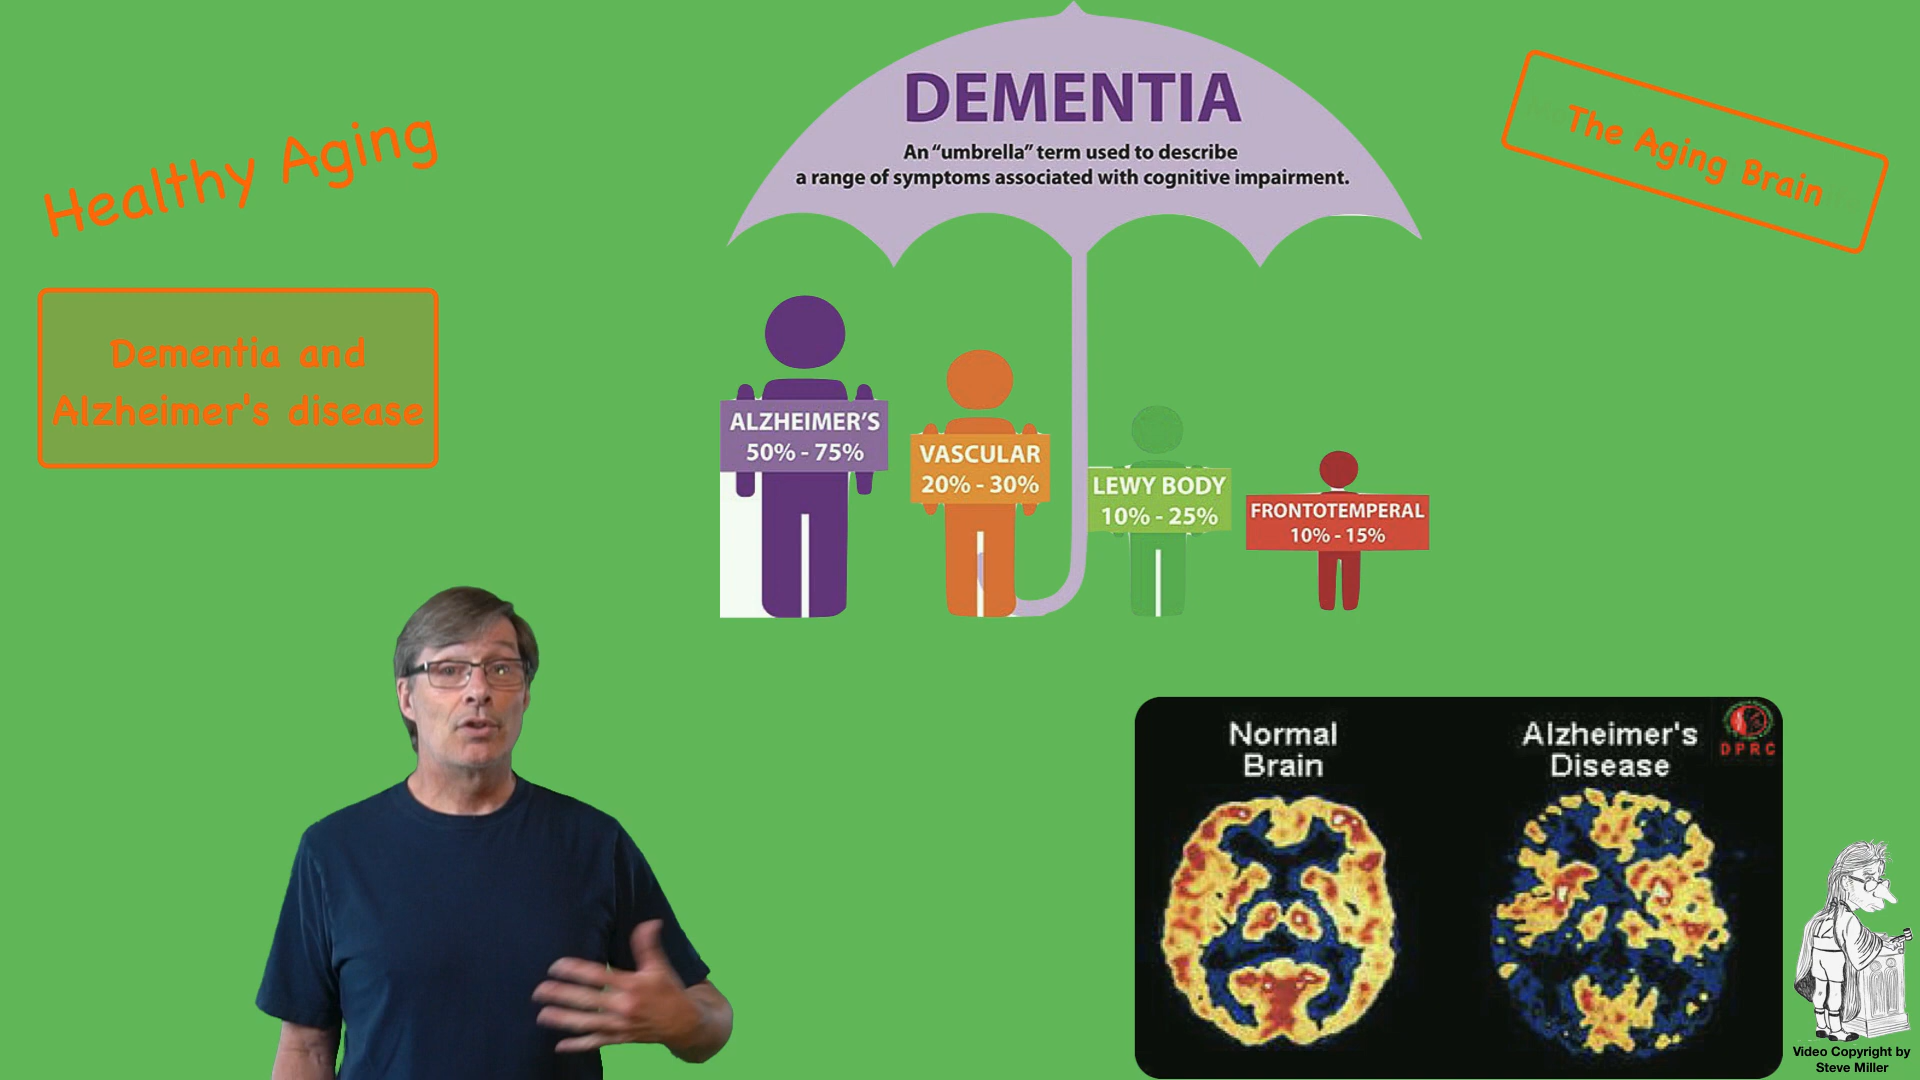 Healthy Aging
Dementia and
Alzheimer's disease
DEMENTIA
An “umbrella” term used to describe
a range of symptoms associated with cognitive impairment.
The Aging Brain
ALZHEIMER’S
50% - 75%
VASCULAR
20% - 30%
LEWY BODY
10% - 25%
FRONTOTEMPERAL
10% - 15%
Normal
Brain
Alzheimer's
Disease
DPRC
Video Copyright by
Steve Miller